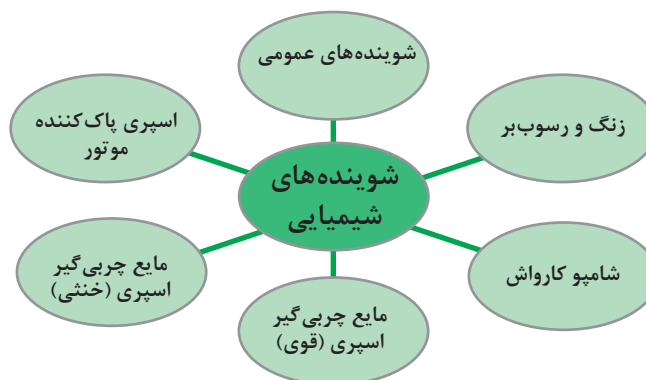 شوینده‌های عمومی
زنگ و رسوب‌بر
اسپری پاک‌کننده
موتور
شوینده‌های
شیمیایی
شامپو کارواش
مایع چربی‌گیر
اسپری (خنثی)
مایع چربی‌گیر
اسپری (قوی)